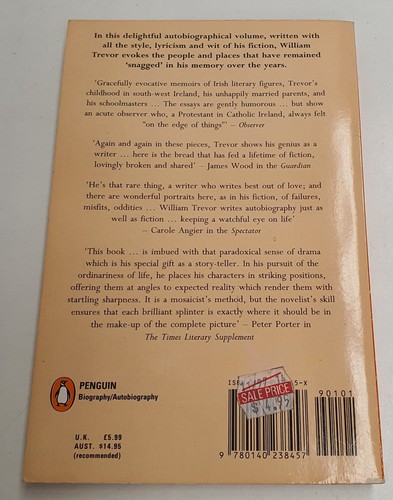 In this delightful autobiographical volume, written with
all the style, lyricism and wit of his fiction, William
Trevor evokes the people and places that have remained
'snagged' in his memory over the years.
'Gracefully evocative memoirs of Irish literary figures, Trevor's
childhood in south-west Ireland, his unhappily married parents, and
his schoolmasters ... The essays are gently humorous ... but show
an acute observer who, a Protestant in Catholic Ireland, always felt
"on the edge of things"' – Observer
'Again and again in these pieces, Trevor shows his genius as a
writer ... here is the bread that has fed a lifetime of fiction,
lovingly broken and shared' – James Wood in the Guardian
'He's that rare thing, a writer who writes best out of love; and
there are wonderful portraits here, as in his fiction, of failures,
misfits, oddities ... William Trevor writes autobiography just as
well as fiction ... keeping a watchful eye on life'
– Carole Angier in the Spectator
'This book ... is imbued with that paradoxical sense of drama
which is his special gift as a story-teller. In his pursuit of the
ordinariness of life, he places his characters in striking positions,
offering them at angles to expected reality which render them with
startling sharpness. It is a mosaicist's method, but the novelist's skill
ensures that each brilliant splinter is exactly where it should be in
the make-up of the complete picture' – Peter Porter in
The Times Literary Supplement
PENGUIN
Biography/Autobiography
U.K. £5.99
AUST. $14.95
(recommended)
5-X
SALE PRICE
$4.95
90101
9 780140 238457